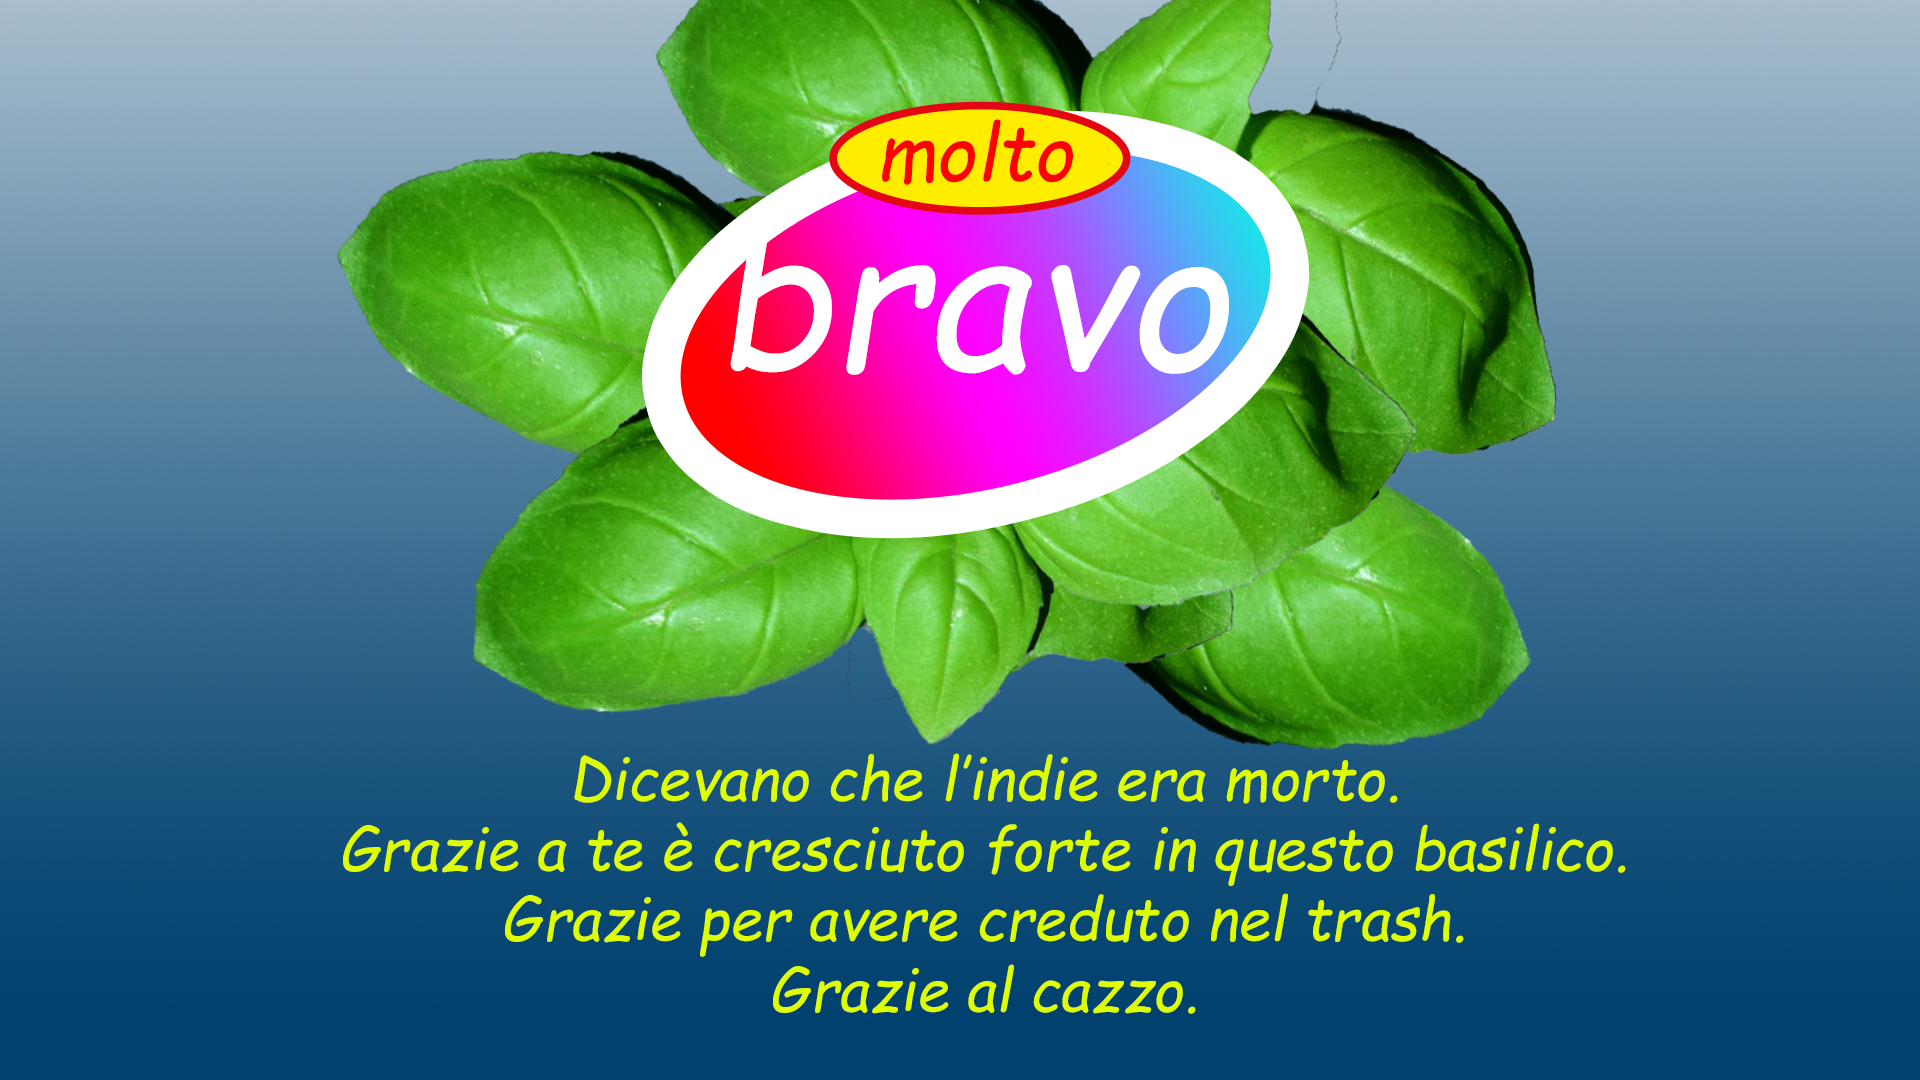 molto
bravo
Dicevano che l’indie era morto.
Grazie a te è cresciuto forte in questo basilico.
Grazie per avere creduto nel trash.
Grazie al cazzo.